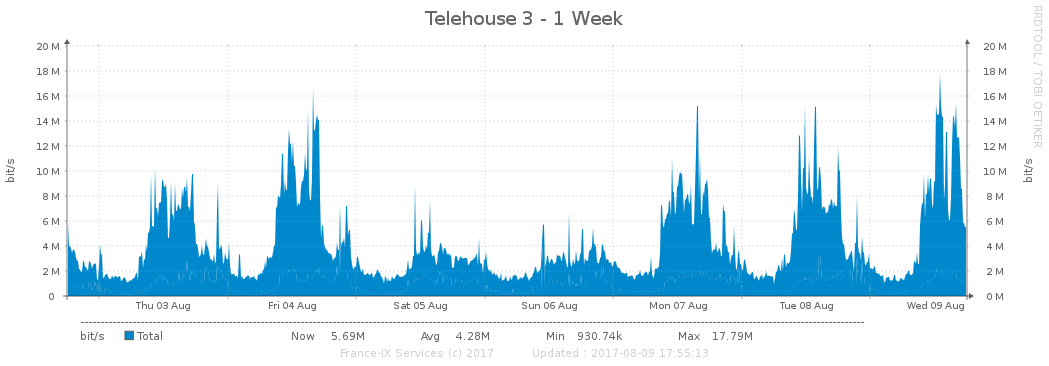 Telehouse 3 - 1 Week
RRDTOOL / TOBI OETIKER
bit/s
bit/s
20 M 20 M
18 M 18 M
16 M 16 M
14 M 14 M
12 M 12 M
10 M 10 M
8 M 8 M
6 M 6 M
4 M 4 M
2 M 2 M
0 0 M
Thu 03 Aug Fri 04 Aug Sat 05 Aug Sun 06 Aug Mon 07 Aug Tue 08 Aug Wed 09 Aug
bit/s Total Now 5.69M Avg 4.28M Min 930.74k Max 17.79M
France-IX Services (c) 2017 Updated : 2017-08-09 17:55:13